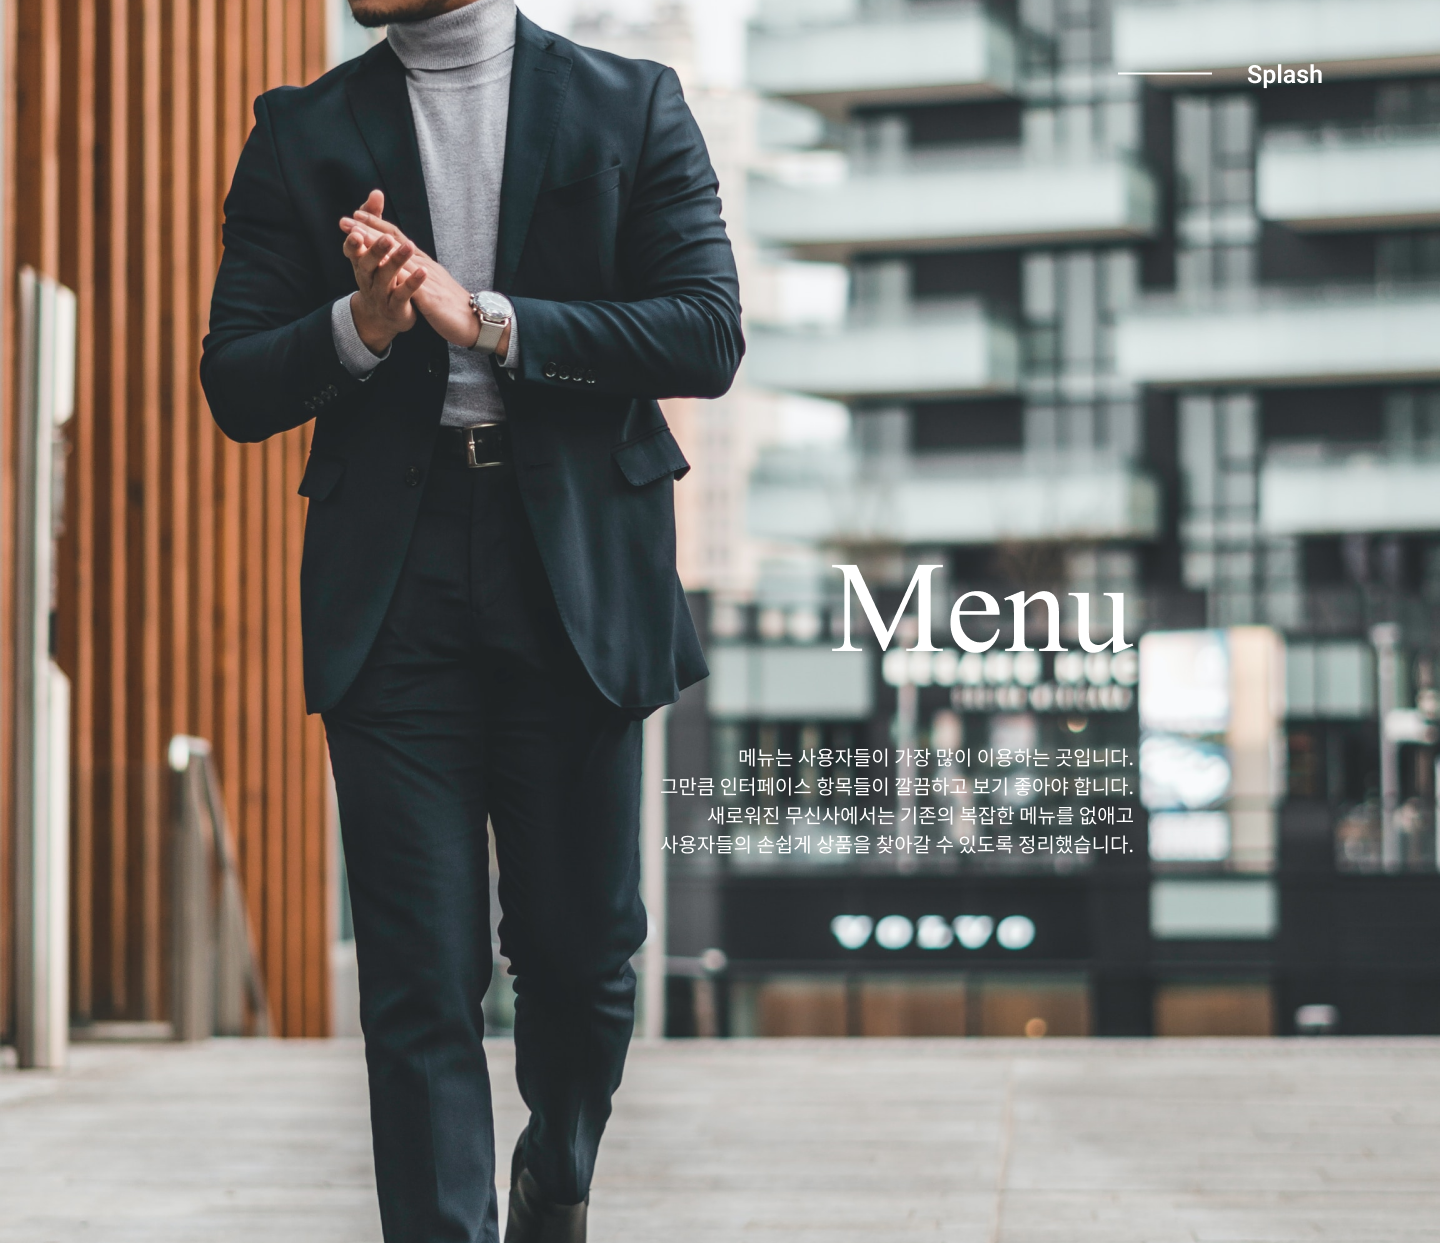 Splash
Menu
메뉴는 사용자들이 가장 많이 이용하는 곳입니다.
그만큼 인터페이스 항목들이 깔끔하고 보기 좋아야 합니다.
새로워진 무신사에서는 기존의 복잡한 메뉴를 없애고
사용자들의 손쉽게 상품을 찾아갈 수 있도록 정리했습니다.
VOLVO